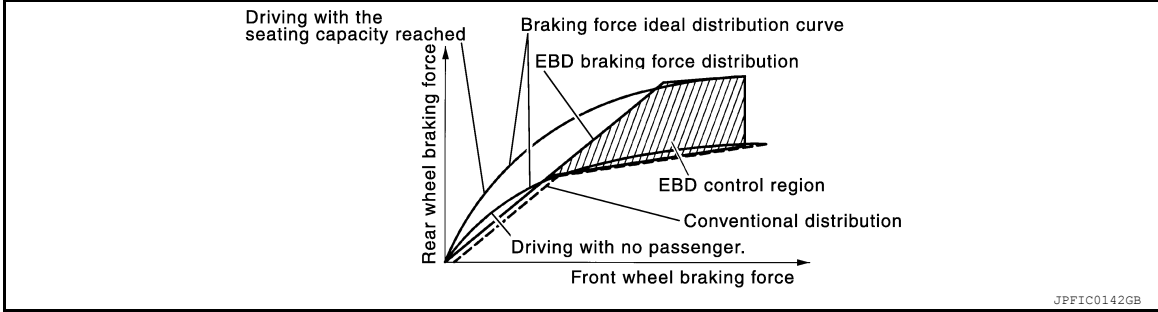 Driving with the
seating capacity reached
Braking force ideal distribution curve
EBD braking force distribution
Rear wheel braking force
EBD control region
Conventional distribution
Driving with no passenger.
Front wheel braking force
JPFIC0142GB